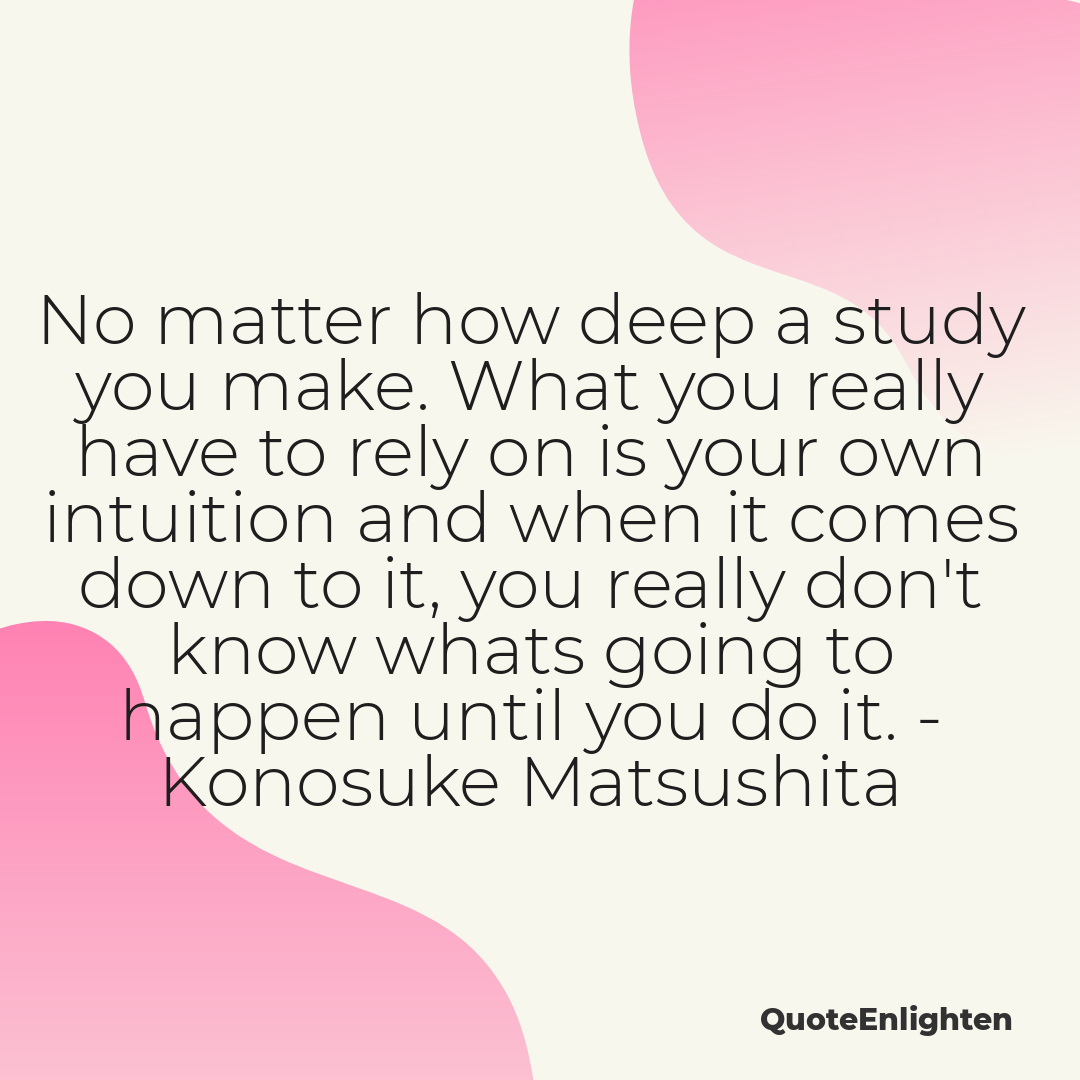 No matter how deep a study
you make. What you really
have to rely on is your own
intuition and when it comes
down to it, you really don't
know whats going to
happen until you do it. -
Konosuke Matsushita
QuoteEnlighten